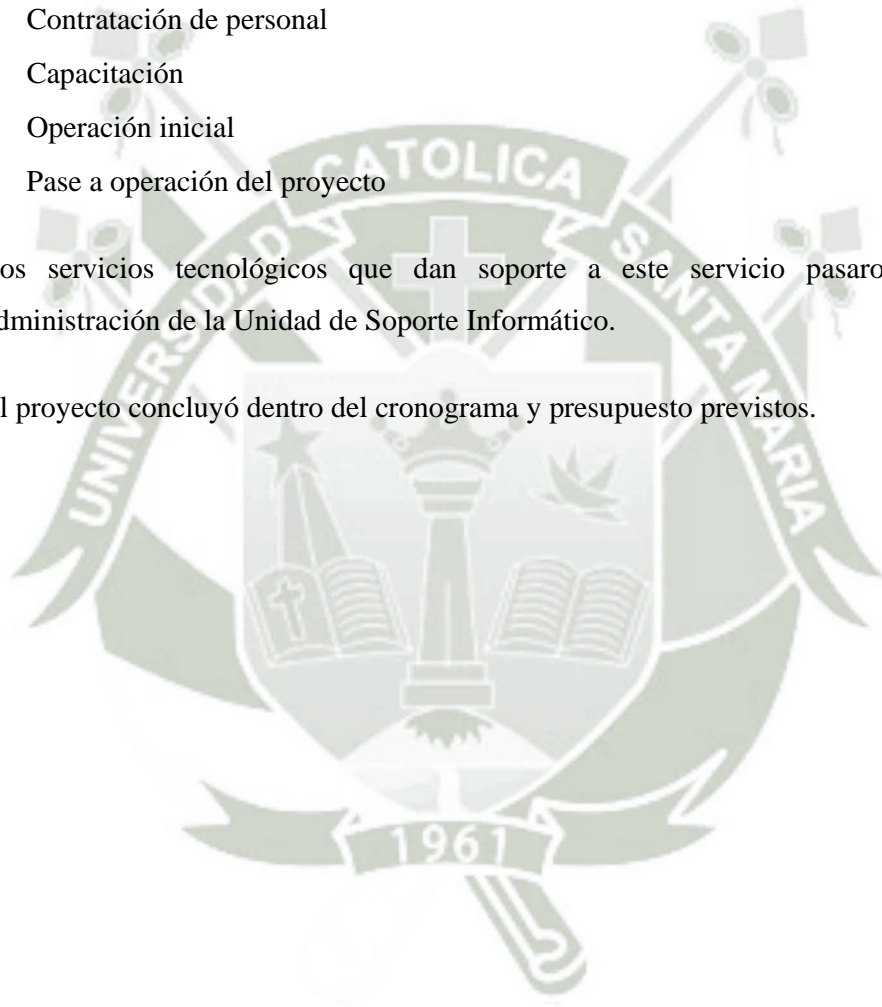 Contratación de personal
Capacitación
Operación inicial
Pase a operación del proyecto
UNIVERSIDAD CATOLICA SANTA MARIA
os servicios tecnológicos que dan soporte a este servicio pasaro
dministración de la Unidad de Soporte Informático.
l proyecto concluyó dentro del cronograma y presupuesto previstos.
1961